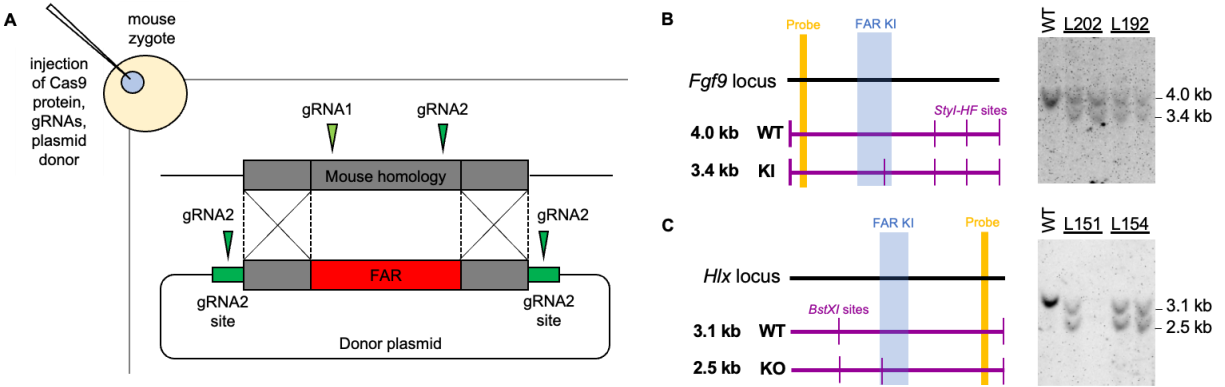 A
mouse
zygote
injection
of Cas9
protein,
gRNAs,
plasmid
donor
gRNA1
gRNA2
Mouse homology
gRNA2
gRNA2
FAR
gRNA2
site
gRNA2
site
Donor plasmid
B
Probe
FAR KI
Fgf9 locus
StyI-HF sites
4.0 kb WT
3.4 kb KI
WT
L202 L192
4.0 kb
3.4 kb
C
FAR KI
Probe
Hlx locus
BstXI sites
3.1 kb WT
2.5 kb KO
WT
L151 L154
3.1 kb
2.5 kb